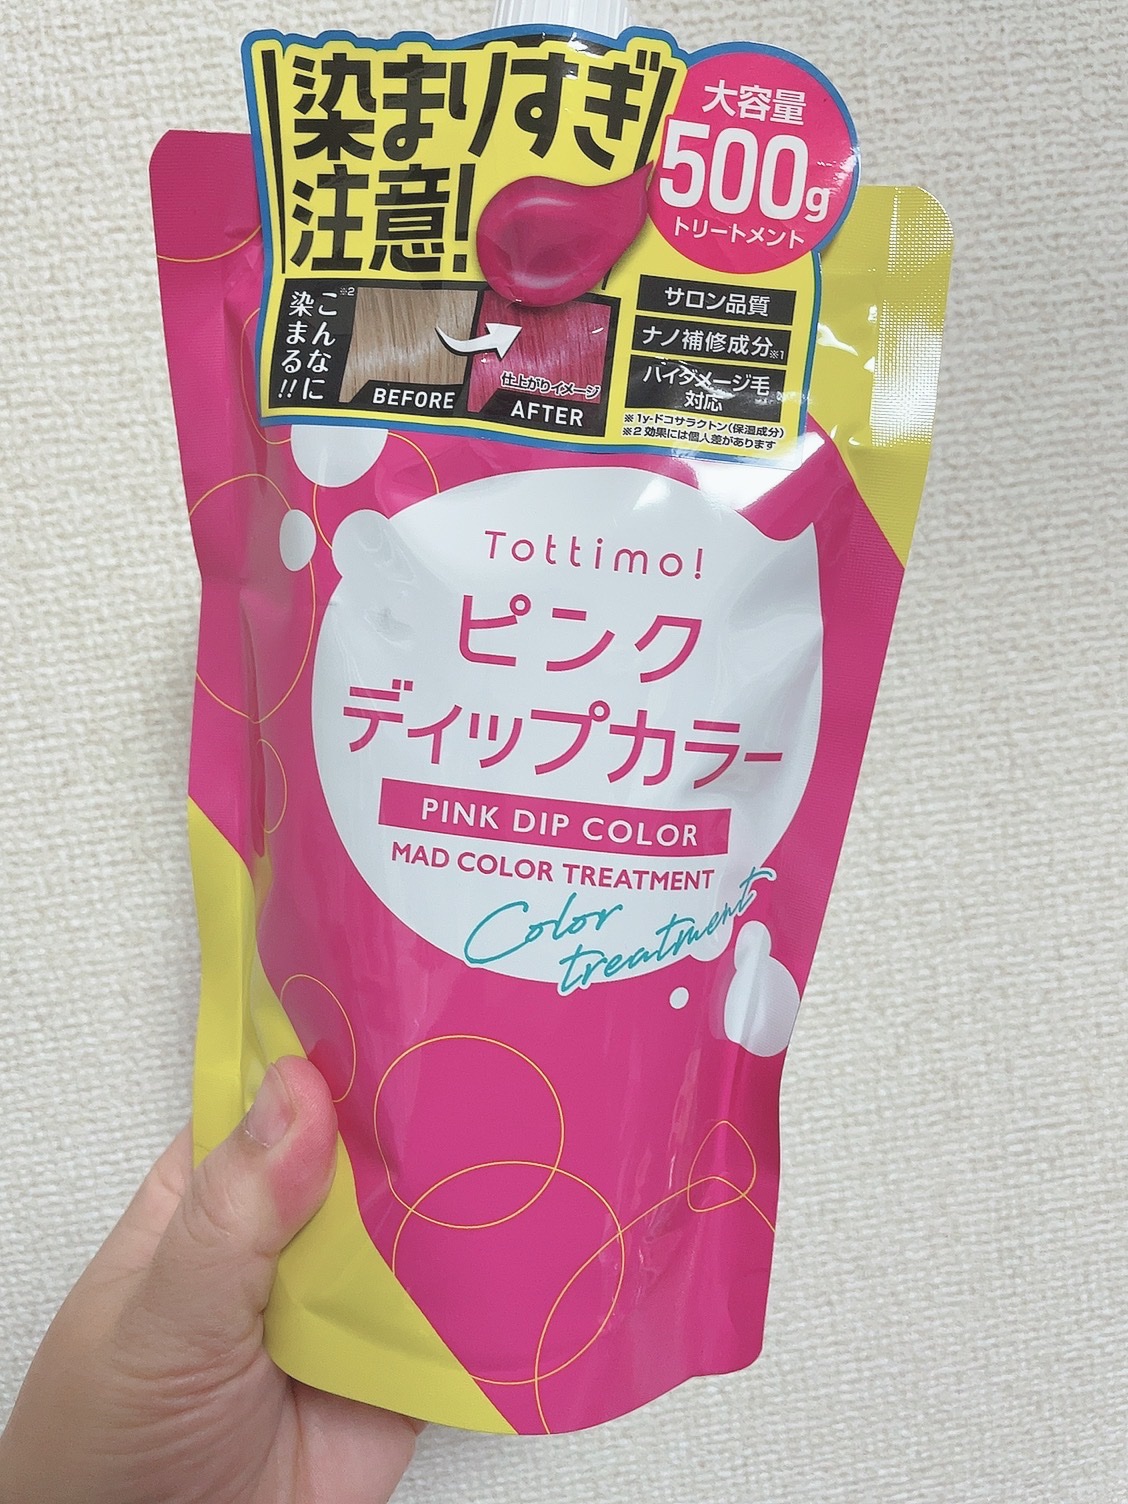 染まりすぎ
注意!
大容量
500g
トリートメント
※2
こんなに
染まる!!
BEFORE
仕上がりイメージ
AFTER
サロン品質
ナノ補修成分※1
ハイダメージ毛
対応
※1γ-ドコサラクトン(保湿成分)
※2 効果には個人差があります
Tottimo!
ピンク
ディップカラー
PINK DIP COLOR
MAD COLOR TREATMENT
Color
treatment